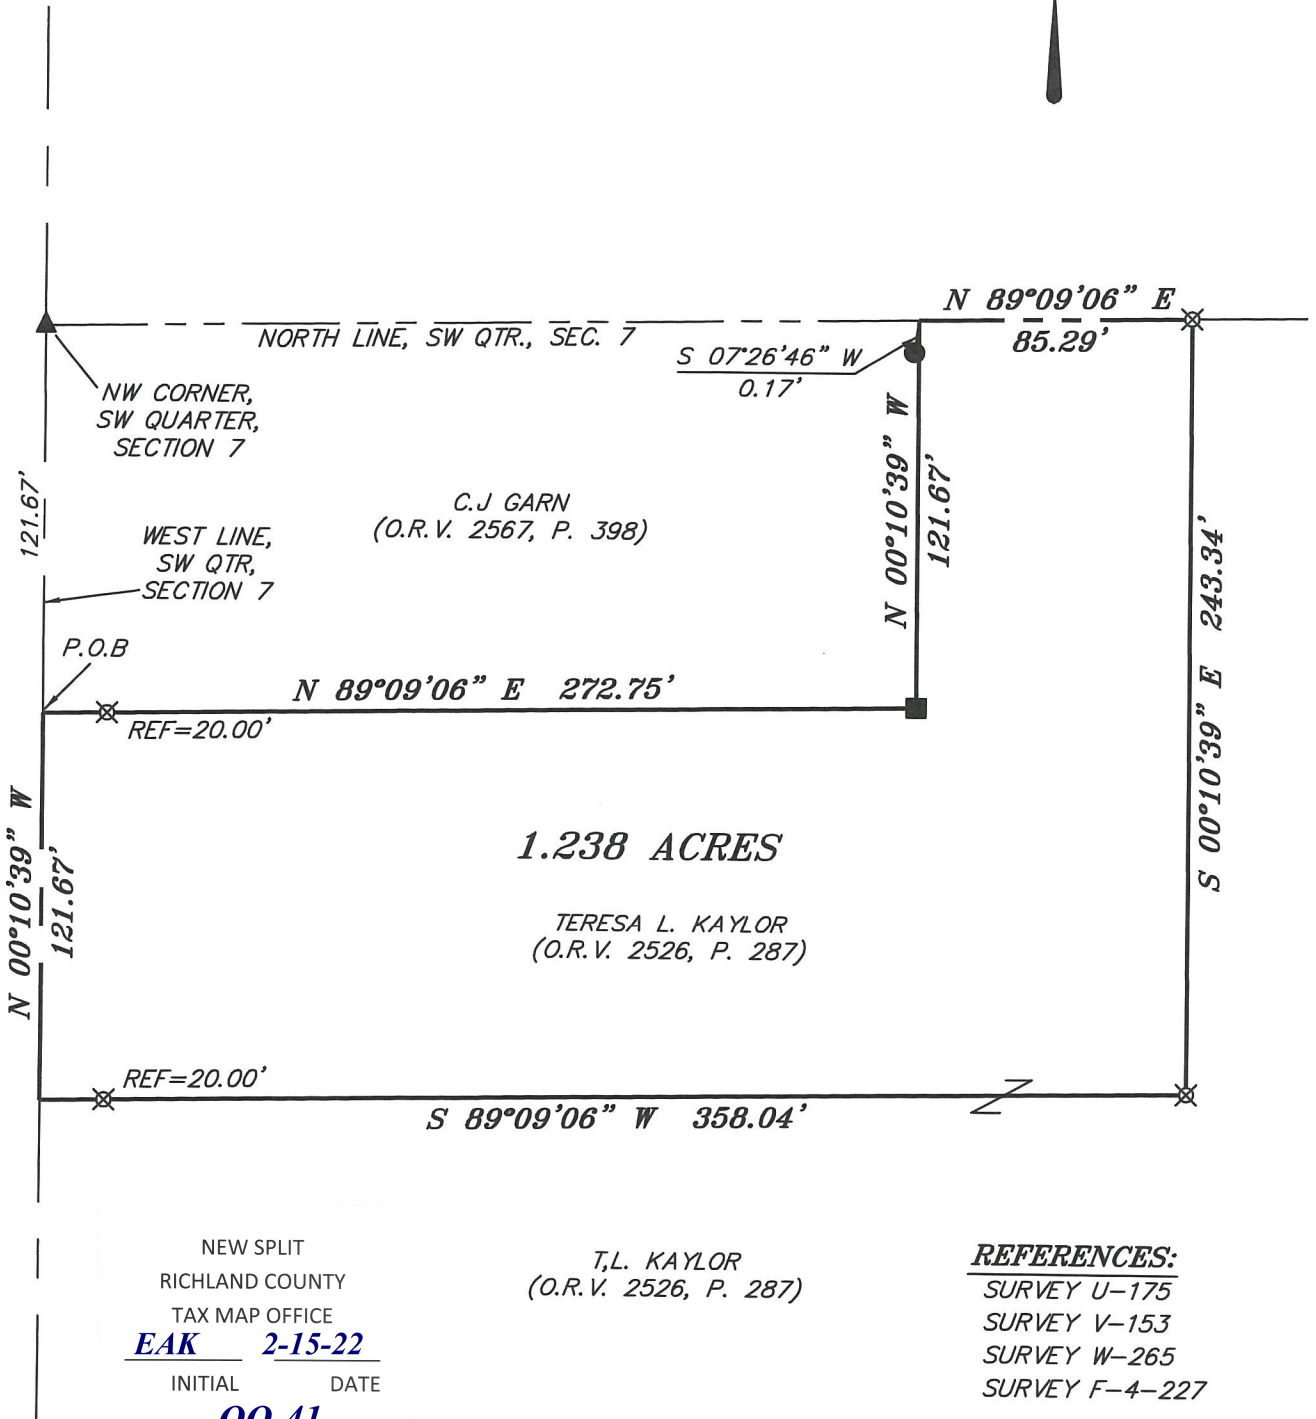 N 89°09'06" E
85.29'
NORTH LINE, SW QTR., SEC. 7
S 07°26'46" W
0.17'
NW CORNER,
SW QUARTER,
SECTION 7
N 00°10'39" W
121.67'
121.67'
C.J GARN
(O.R.V. 2567, P. 398)
WEST LINE,
SW QTR,
SECTION 7
S 00°10'39" E 243.34'
P.O.B
N 89°09'06" E 272.75'
REF=20.00'
N 00°10'39" W
121.67'
1.238 ACRES
TERESA L. KAYLOR
(O.R.V. 2526, P. 287)
REF=20.00'
S 89°09'06" W 358.04'
NEW SPLIT
RICHLAND COUNTY
TAX MAP OFFICE
EAK 2-15-22
INITIAL DATE
T,L. KAYLOR
(O.R.V. 2526, P. 287)
REFERENCES:
SURVEY U-175
SURVEY V-153
SURVEY W-265
SURVEY F-4-227